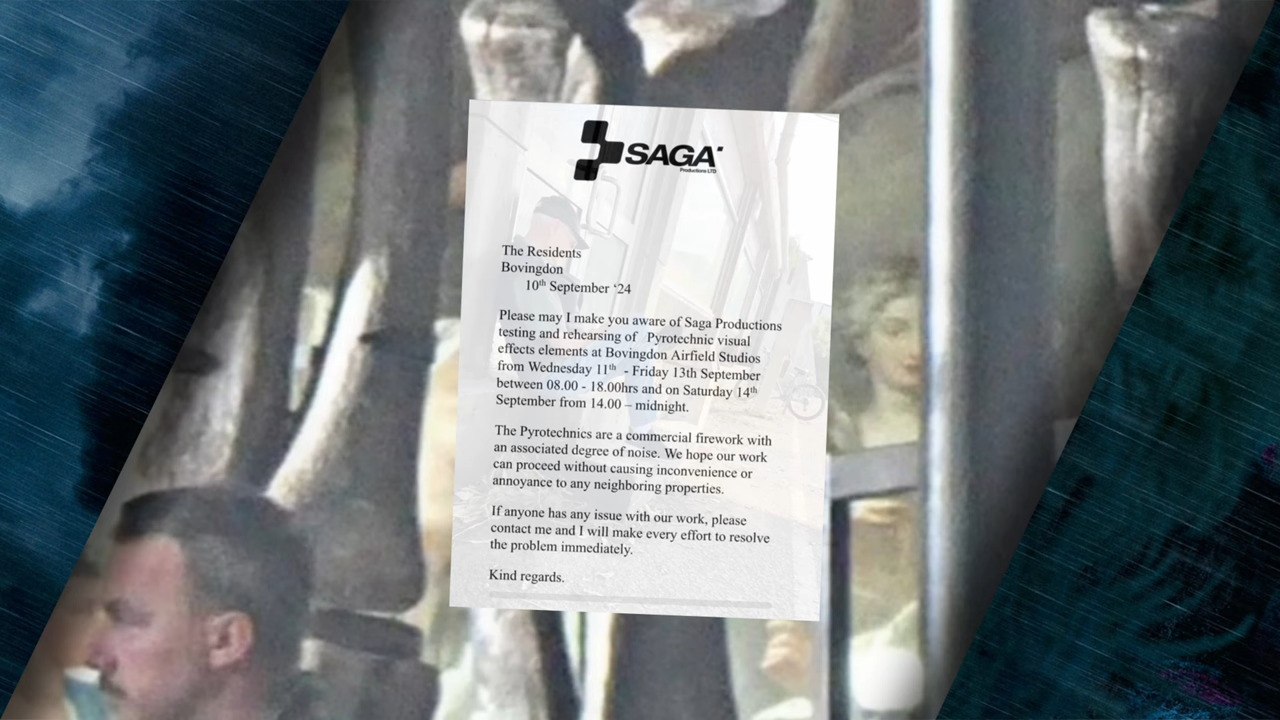 SAGA
Productions LTD
The Residents
Bovingdon
10th September ‘24
Please may I make you aware of Saga Productions
testing and rehearsing of Pyrotechnic visual
effects elements at Bovingdon Airfield Studios
from Wednesday 11th - Friday 13th September
between 08.00 - 18.00hrs and on Saturday 14th
September from 14.00 – midnight.
The Pyrotechnics are a commercial firework with
an associated degree of noise. We hope our work
can proceed without causing inconvenience or
annoyance to any neighboring properties.
If anyone has any issue with our work, please
contact me and I will make every effort to resolve
the problem immediately.
Kind regards.